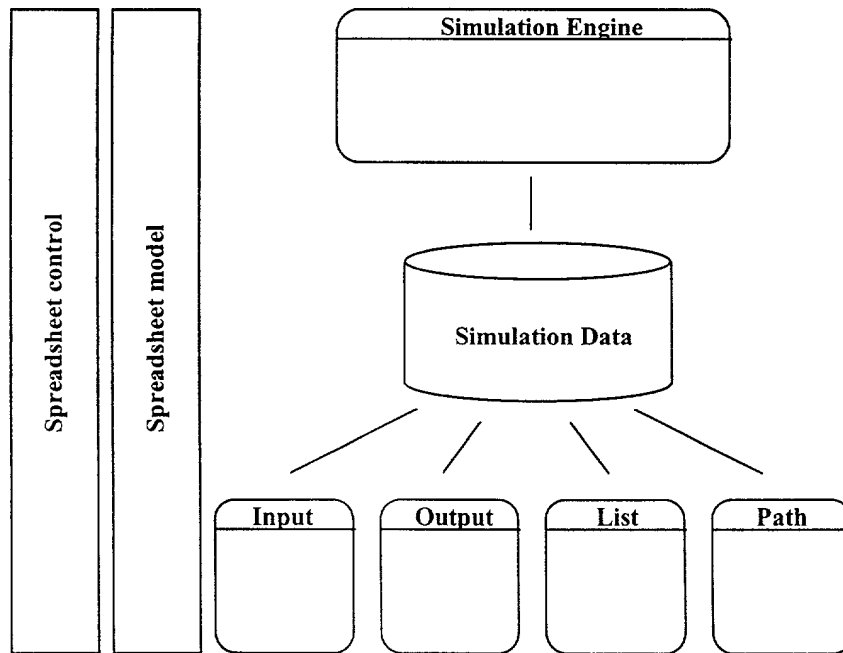 Spreadsheet control
Spreadsheet model
Simulation Engine
Simulation Data
Input
Output
List
Path